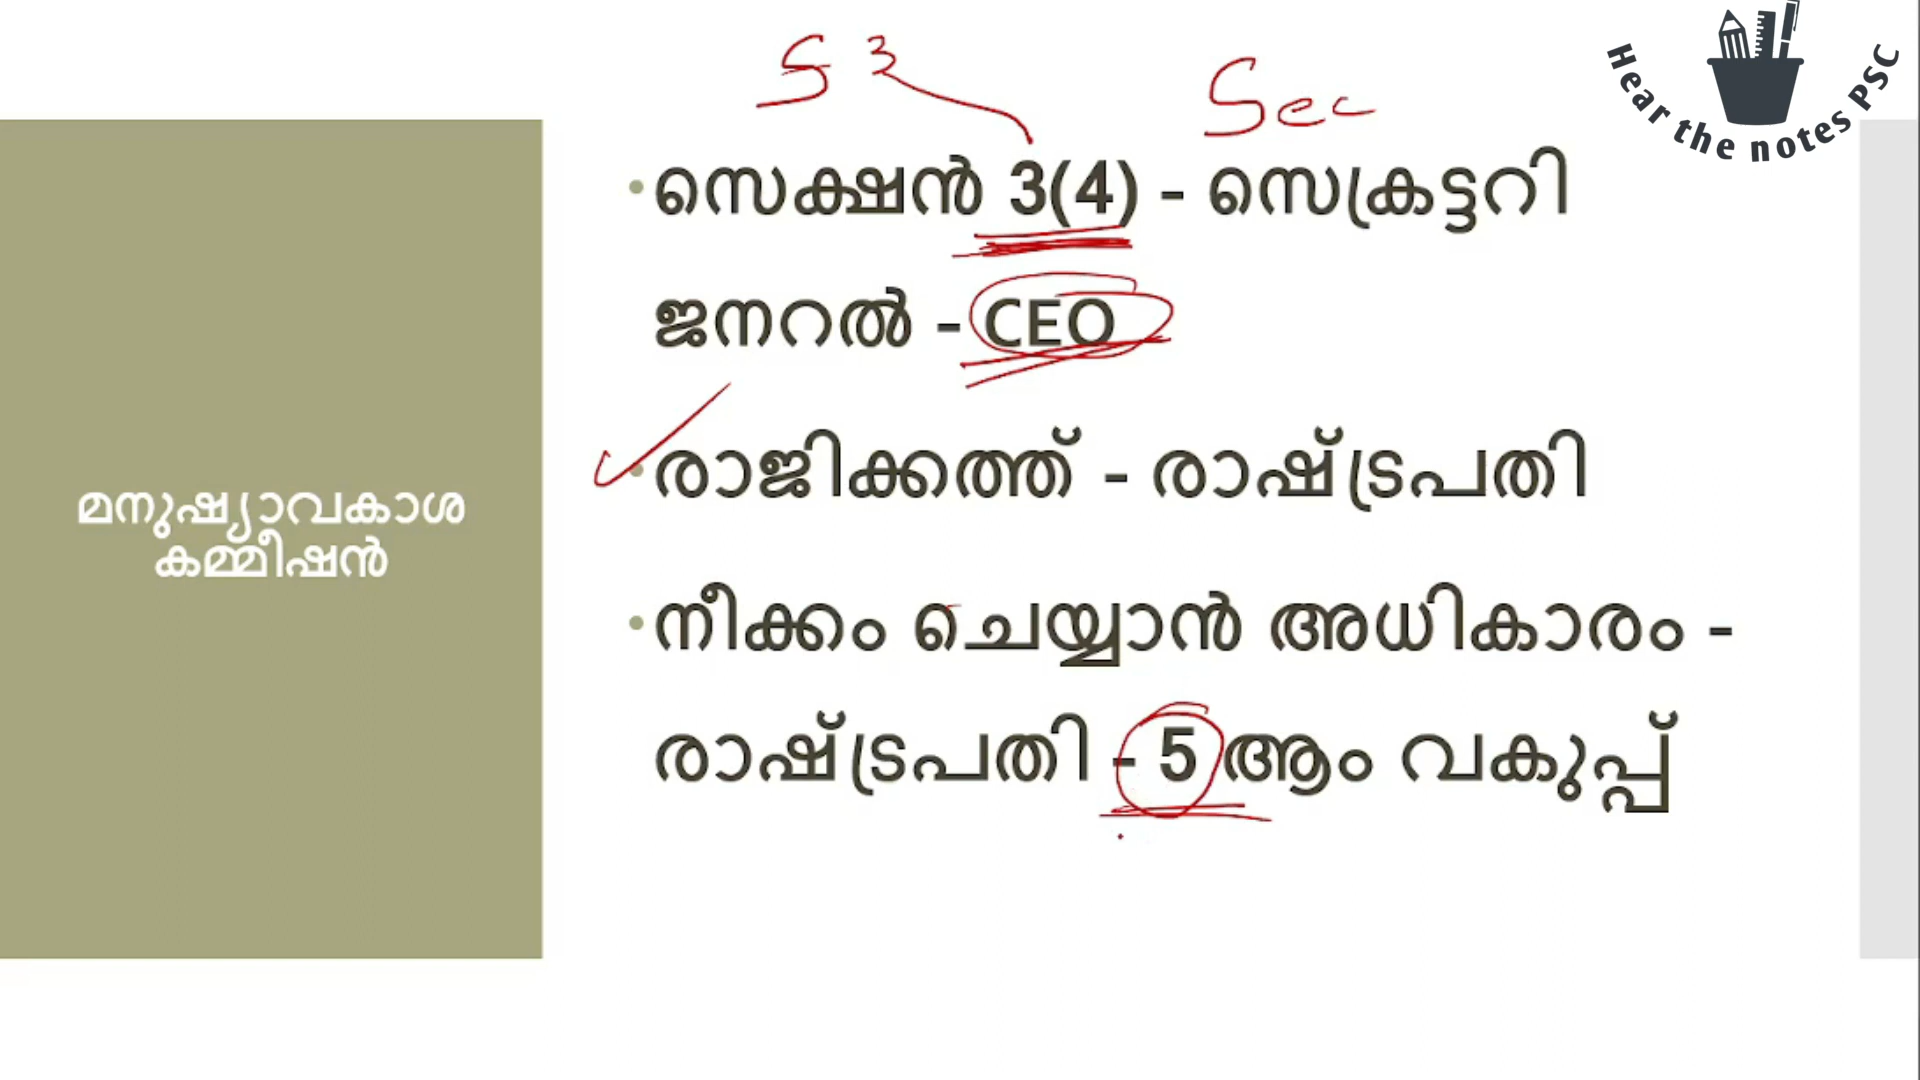 Hear the notes PSC
S 3
Sec
•സെക്ഷൻ 3(4) - സെക്രട്ടറി
ജനറൽ - CEO
•രാജിക്കത്ത് - രാഷ്ട്രപതി
•നീക്കം ചെയ്യാൻ അധികാരം -
രാഷ്ട്രപതി - 5 ആം വകുപ്പ്
മനുഷ്യാവകാശ
കമ്മീഷൻ